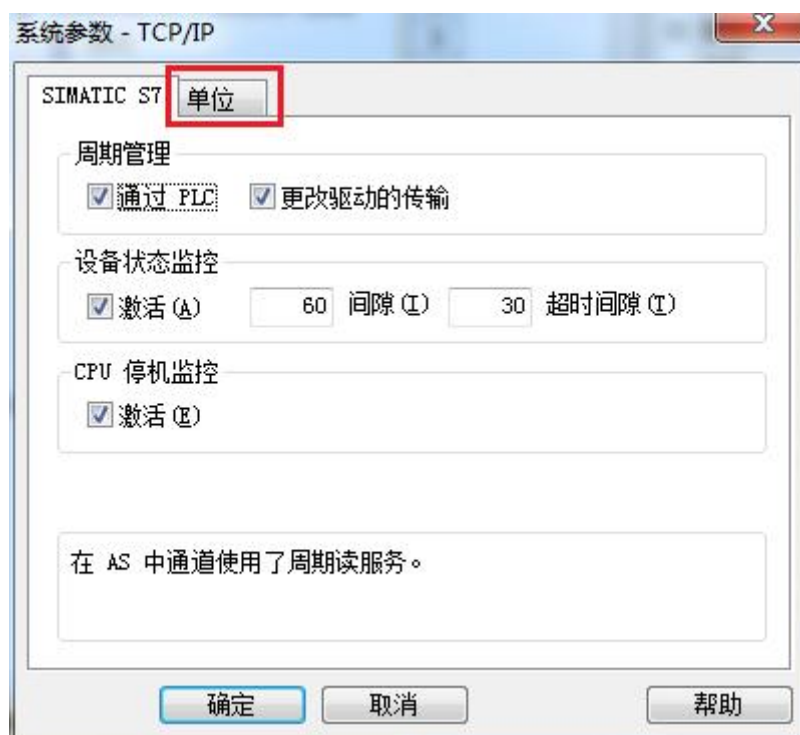 系统参数 - TCP/IP
SIMATIC S7 单位
周期管理
通过 PLC 更改驱动的传输
设备状态监控
激活(A) 60 间隙(I) 30 超时间隙(T)
CPU 停机监控
激活(E)
在 AS 中通道使用了周期读服务。
确定 取消 帮助